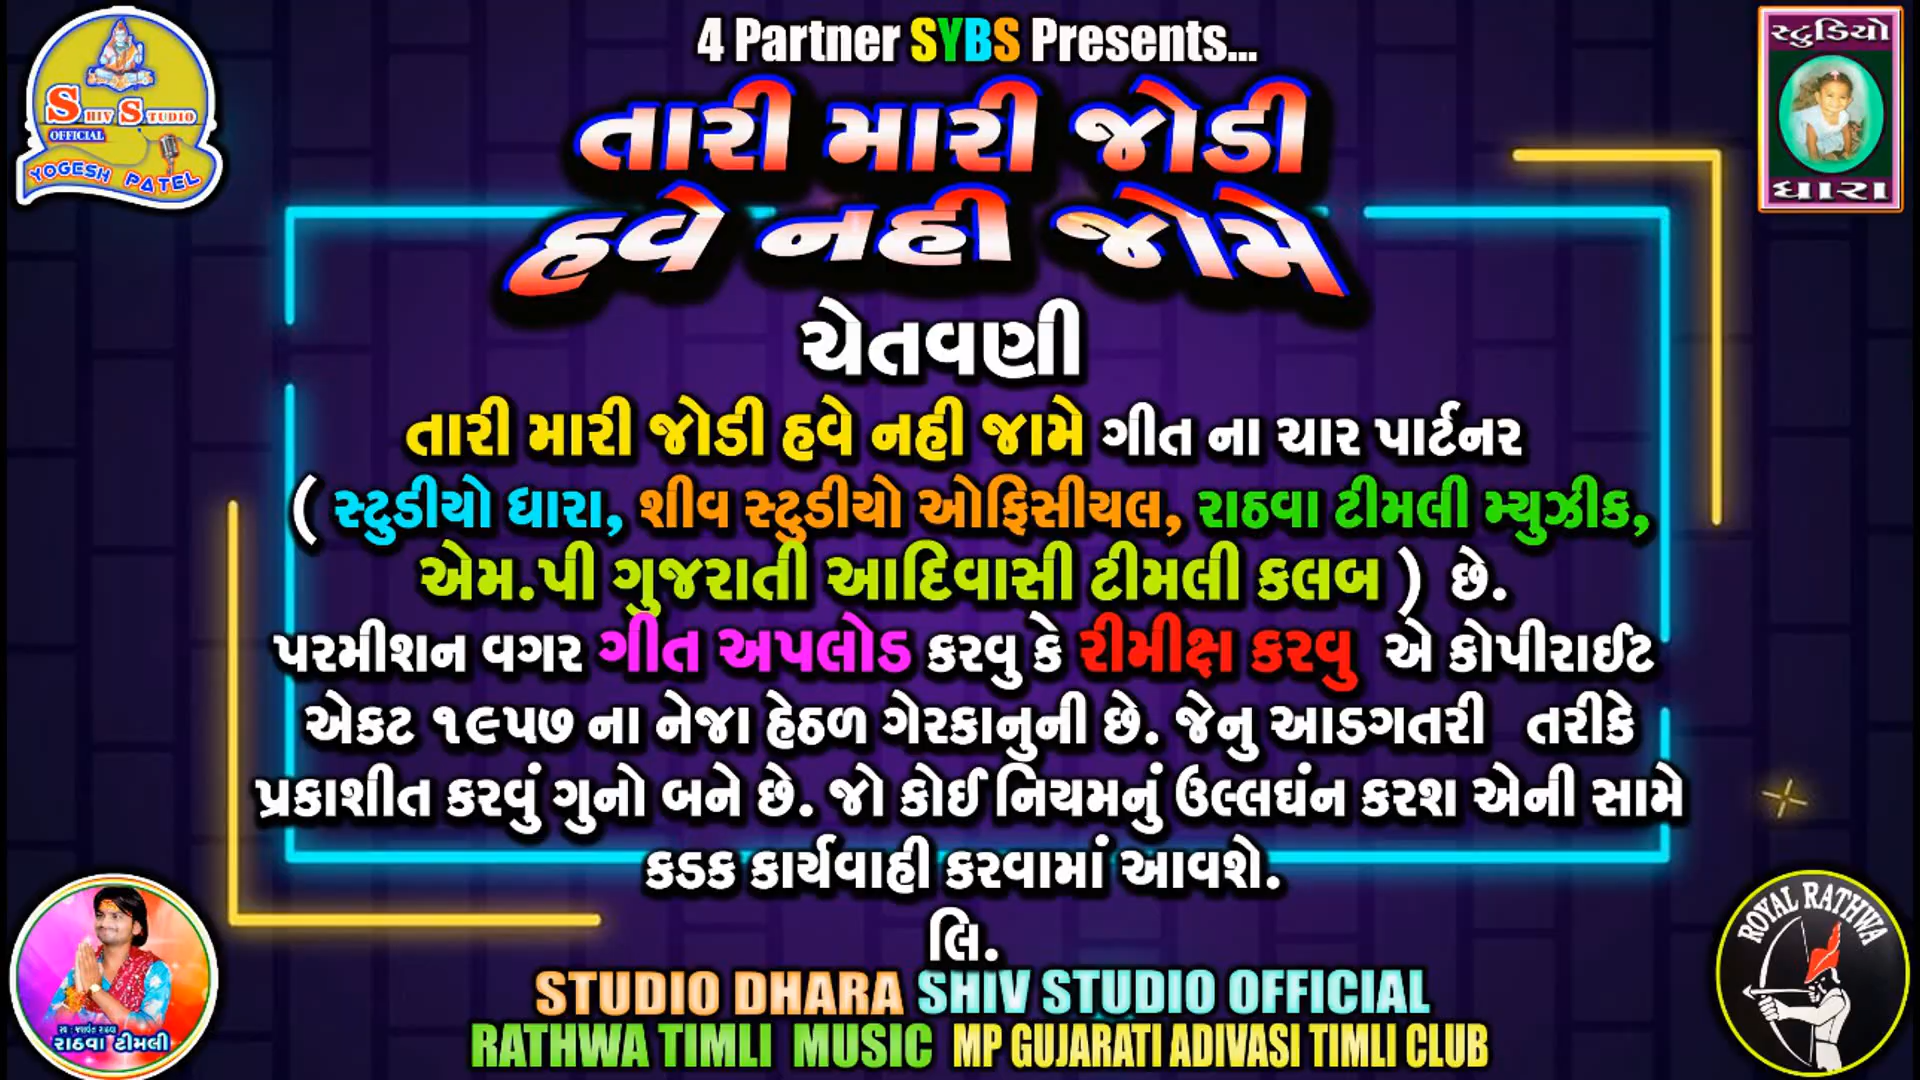 4 Partner SYBS Presents...
SHIV STUDIO
OFFICIAL
YOGESH PATEL
સ્ટુડિયો
ધારા
તારી મારી જોડી
હવે નહી જોમે
ચેતવણી
તારી મારી જોડી હવે નહી જામે ગીત ના ચાર પાર્ટનર
( સ્ટુડીયો ધારા, શીવ સ્ટુડીયો ઓફિસીયલ, રાઠવા ટીમલી મ્યુઝીક,
એમ.પી ગુજરાતી આદિવાસી ટીમલી કલબ ) છે.
પરમીશન વગર ગીત અપલોડ કરવુ કે રીમીક્ષ કરવુ એ કોપીરાઈટ
એકટ ૧૯૫૭ ના નેજા હેઠળ ગેરકાનુની છે. જેનુ આડગતરી તરીકે
પ્રકાશીત કરવું ગુનો બને છે. જો કોઈ નિયમનું ઉલ્લઘંન કરશ એની સામે
કડક કાર્યવાહી કરવામાં આવશે.
લિ.
STUDIO DHARA SHIV STUDIO OFFICIAL
RATHWA TIMLI MUSIC MP GUJARATI ADIVASI TIMLI CLUB
રાઠવા ટીમલી
ROYAL RATHWA